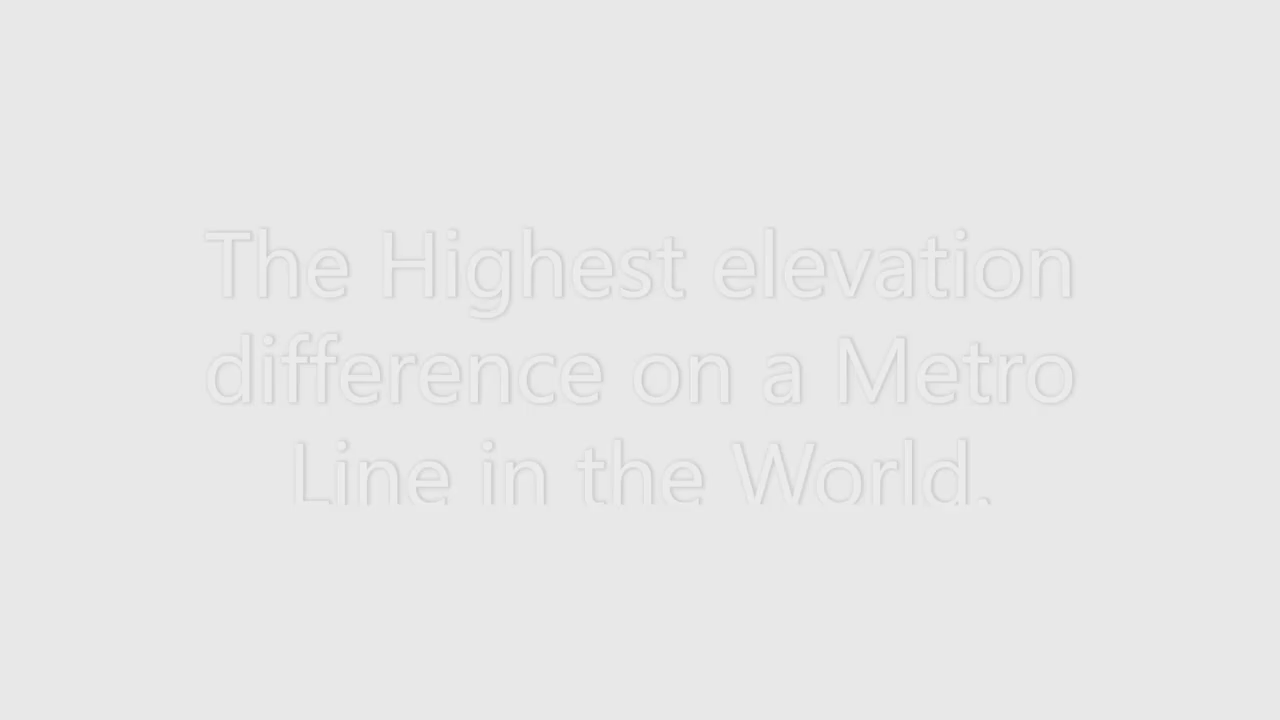 The Highest elevation
difference on a Metro
Line in the World.